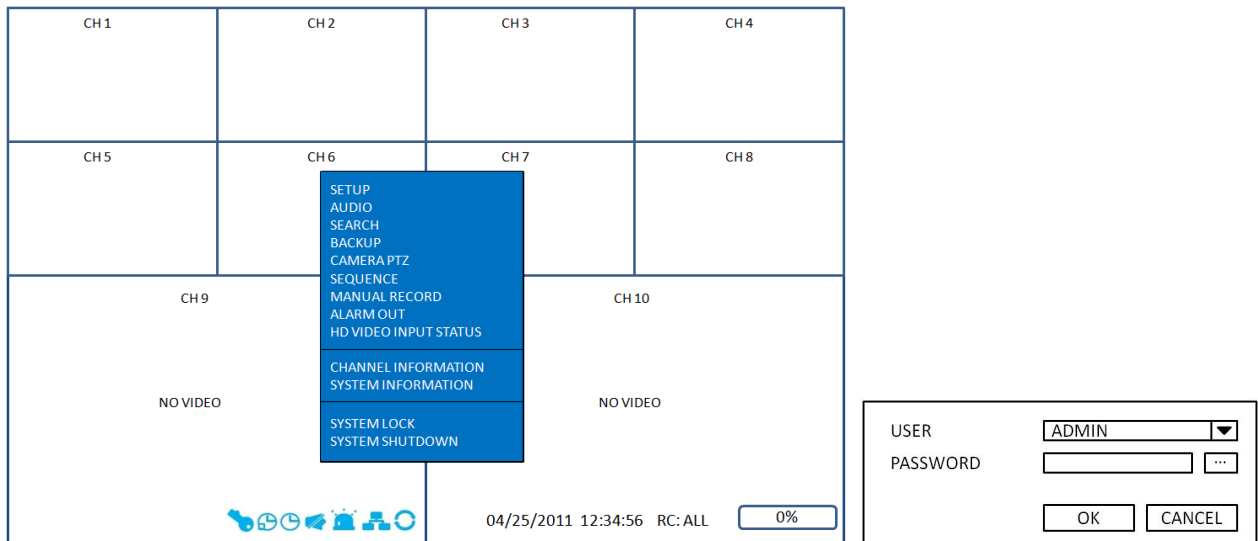 CH 1 CH 2 CH 3 CH 4
CH 5 CH 6 CH 7 CH 8
SETUP
AUDIO
SEARCH
BACKUP
CAMERA PTZ
SEQUENCE
MANUAL RECORD
ALARM OUT
HD VIDEO INPUT STATUS
CHANNEL INFORMATION
SYSTEM INFORMATION
SYSTEM LOCK
SYSTEM SHUTDOWN
CH 9 CH 10
NO VIDEO NO VIDEO
04/25/2011 12:34:56 RC: ALL 0%
USER ADMIN
PASSWORD ...
OK CANCEL